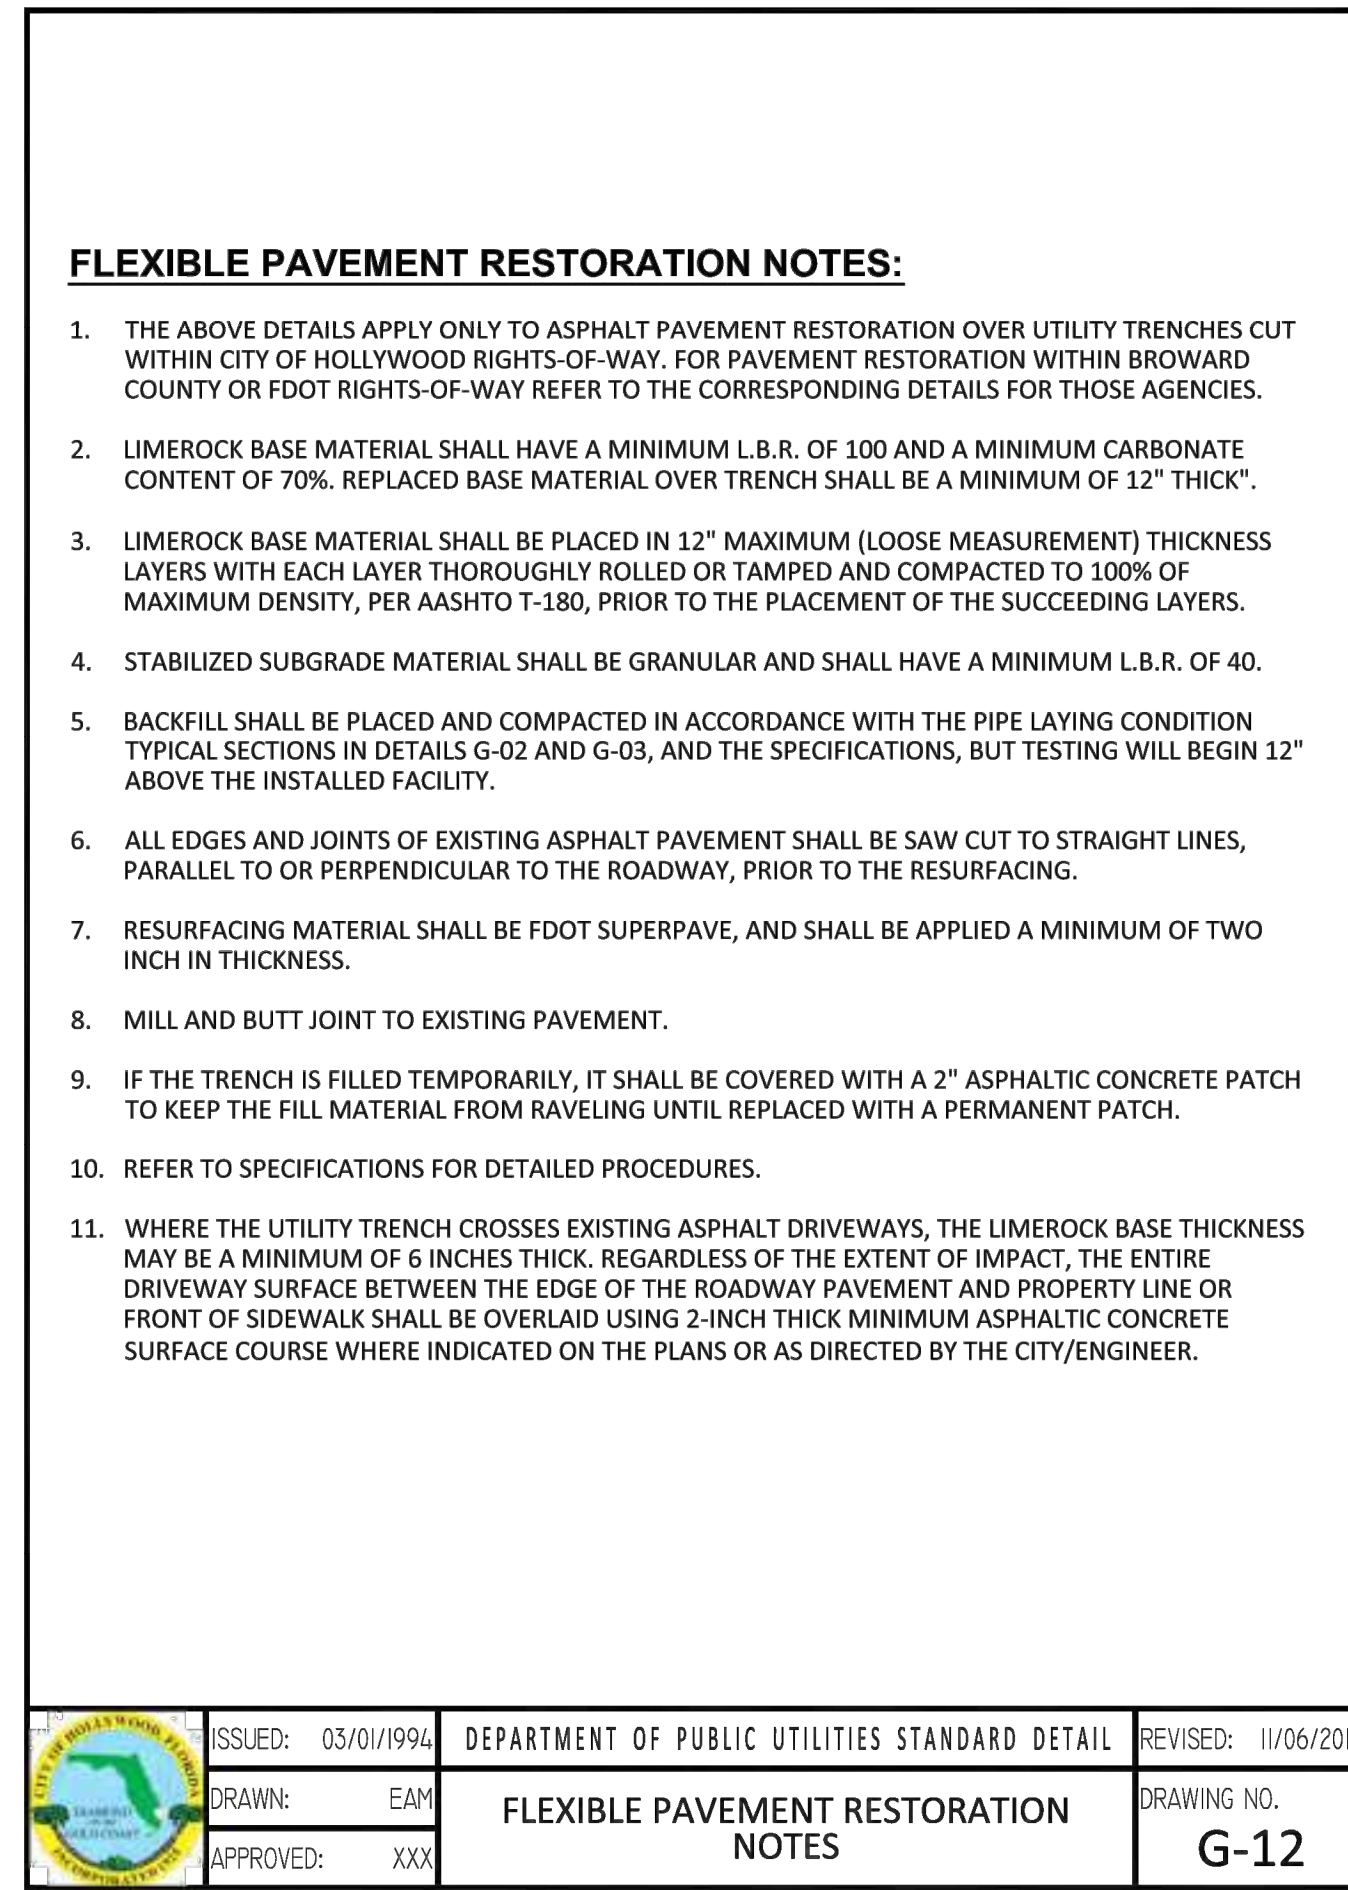 FLEXIBLE PAVEMENT RESTORATION NOTES:
1. THE ABOVE DETAILS APPLY ONLY TO ASPHALT PAVEMENT RESTORATION OVER UTILITY TRENCHES CUT
WITHIN CITY OF HOLLYWOOD RIGHTS-OF-WAY. FOR PAVEMENT RESTORATION WITHIN BROWARD
COUNTY OR FDOT RIGHTS-OF-WAY REFER TO THE CORRESPONDING DETAILS FOR THOSE AGENCIES.
2. LIMEROCK BASE MATERIAL SHALL HAVE A MINIMUM L.B.R. OF 100 AND A MINIMUM CARBONATE
CONTENT OF 70%. REPLACED BASE MATERIAL OVER TRENCH SHALL BE A MINIMUM OF 12" THICK".
3. LIMEROCK BASE MATERIAL SHALL BE PLACED IN 12" MAXIMUM (LOOSE MEASUREMENT) THICKNESS
LAYERS WITH EACH LAYER THOROUGHLY ROLLED OR TAMPED AND COMPACTED TO 100% OF
MAXIMUM DENSITY, PER AASHTO T-180, PRIOR TO THE PLACEMENT OF THE SUCCEEDING LAYERS.
4. STABILIZED SUBGRADE MATERIAL SHALL BE GRANULAR AND SHALL HAVE A MINIMUM L.B.R. OF 40.
5. BACKFILL SHALL BE PLACED AND COMPACTED IN ACCORDANCE WITH THE PIPE LAYING CONDITION
TYPICAL SECTIONS IN DETAILS G-02 AND G-03, AND THE SPECIFICATIONS, BUT TESTING WILL BEGIN 12"
ABOVE THE INSTALLED FACILITY.
6. ALL EDGES AND JOINTS OF EXISTING ASPHALT PAVEMENT SHALL BE SAW CUT TO STRAIGHT LINES,
PARALLEL TO OR PERPENDICULAR TO THE ROADWAY, PRIOR TO THE RESURFACING.
7. RESURFACING MATERIAL SHALL BE FDOT SUPERPAVE, AND SHALL BE APPLIED A MINIMUM OF TWO
INCH IN THICKNESS.
8. MILL AND BUTT JOINT TO EXISTING PAVEMENT.
9. IF THE TRENCH IS FILLED TEMPORARILY, IT SHALL BE COVERED WITH A 2" ASPHALTIC CONCRETE PATCH
TO KEEP THE FILL MATERIAL FROM RAVELING UNTIL REPLACED WITH A PERMANENT PATCH.
10. REFER TO SPECIFICATIONS FOR DETAILED PROCEDURES.
11. WHERE THE UTILITY TRENCH CROSSES EXISTING ASPHALT DRIVEWAYS, THE LIMEROCK BASE THICKNESS
MAY BE A MINIMUM OF 6 INCHES THICK. REGARDLESS OF THE EXTENT OF IMPACT, THE ENTIRE
DRIVEWAY SURFACE BETWEEN THE EDGE OF THE ROADWAY PAVEMENT AND PROPERTY LINE OR
FRONT OF SIDEWALK SHALL BE OVERLAID USING 2-INCH THICK MINIMUM ASPHALTIC CONCRETE
SURFACE COURSE WHERE INDICATED ON THE PLANS OR AS DIRECTED BY THE CITY/ENGINEER.
CITY OF HOLLYWOOD FLORIDA
DIAMOND
OF THE
GOLD COAST
INCORPORATED 1925
ISSUED: 03/01/1994
DRAWN: EAM
APPROVED: XXX
DEPARTMENT OF PUBLIC UTILITIES STANDARD DETAIL
FLEXIBLE PAVEMENT RESTORATION
NOTES
REVISED: 11/06/201
DRAWING NO.
G-12